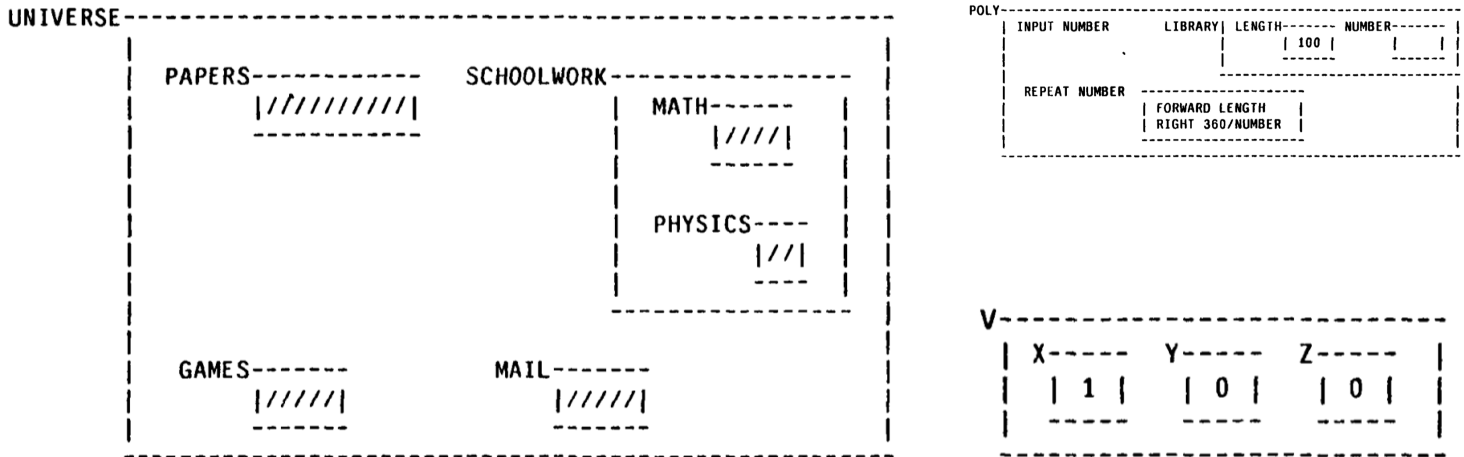 UNIVERSE
PAPERS SCHOOLWORK
MATH
PHYSICS
GAMES MAIL
POLY
INPUT NUMBER LIBRARY LENGTH NUMBER
100
REPEAT NUMBER
FORWARD LENGTH
RIGHT 360/NUMBER
V
X Y Z
1 0 0